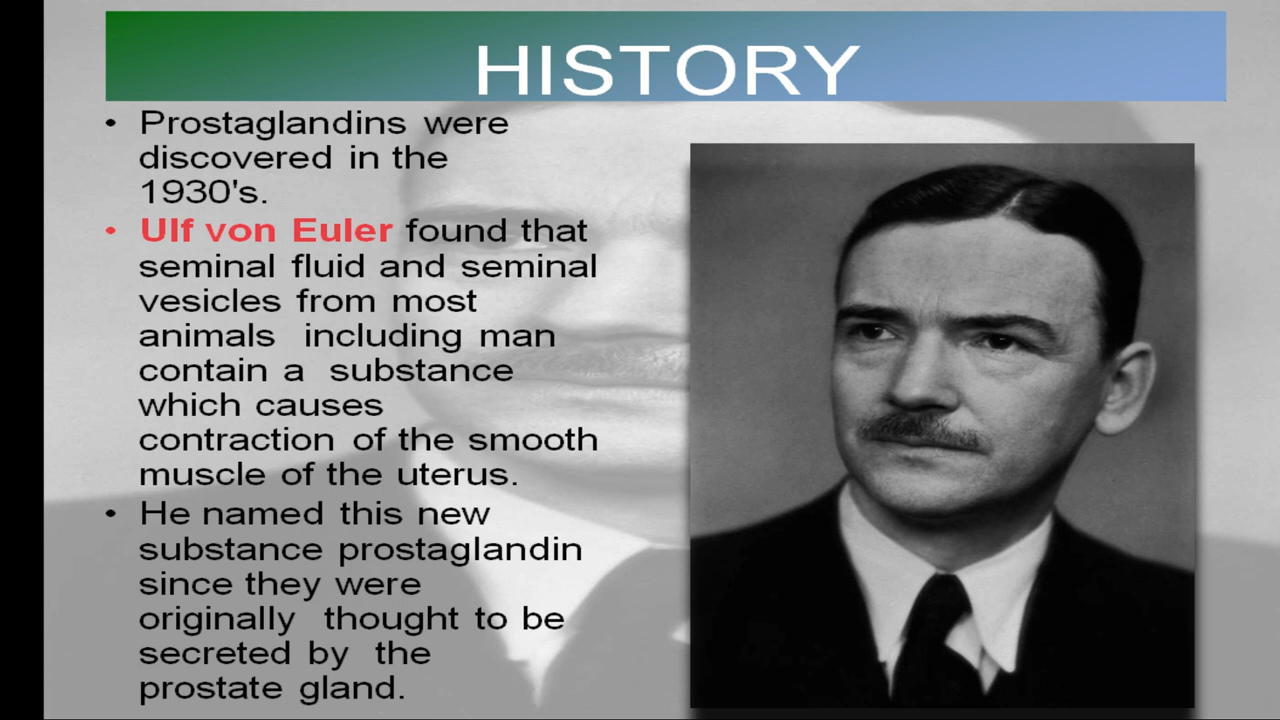 HISTORY
• Prostaglandins were
discovered in the
1930's.
• Ulf von Euler found that
seminal fluid and seminal
vesicles from most
animals including man
contain a substance
which causes
contraction of the smooth
muscle of the uterus.
• He named this new
substance prostaglandin
since they were
originally thought to be
secreted by the
prostate gland.